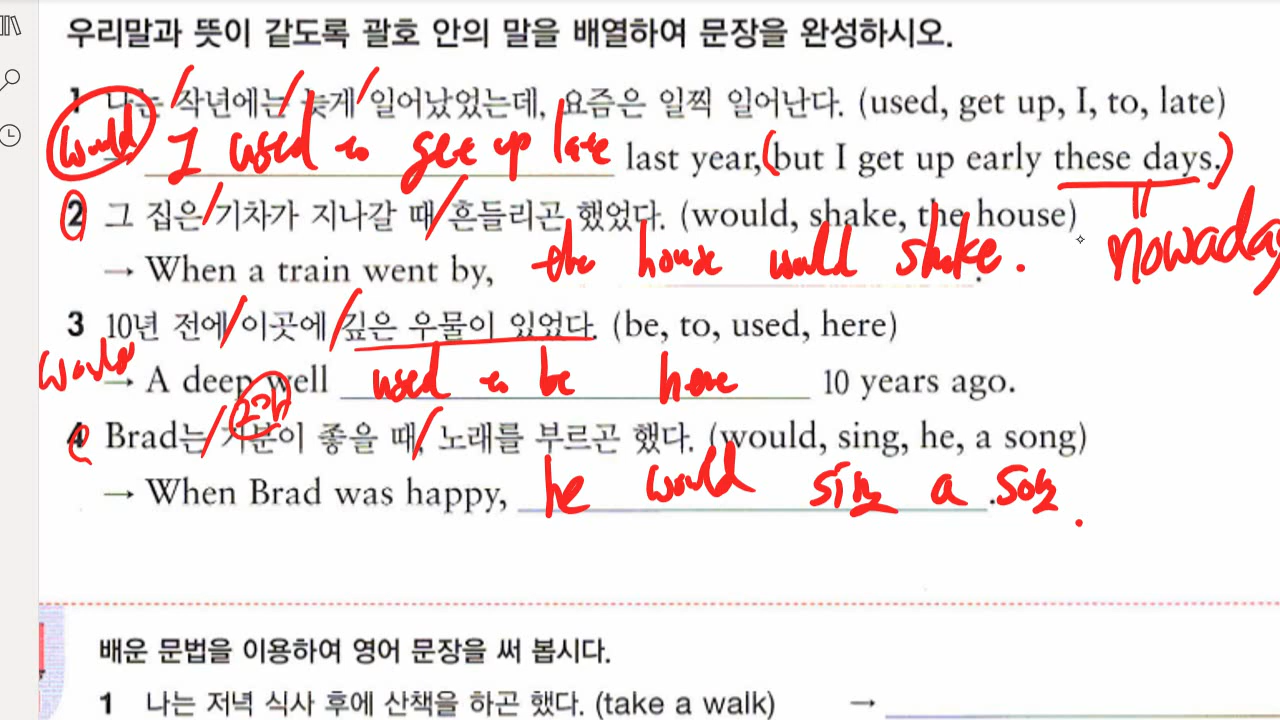 우리말과 뜻이 같도록 괄호 안의 말을 배열하여 문장을 완성하시오.
1 나는 작년에는 늦게 일어났었는데, 요즘은 일찍 일어난다. (used, get up, I, to, late)
would I used to get up late last year, (but I get up early these days.)
2 그 집은 기차가 지나갈 때 흔들리곤 했었다. (would, shake, the house)
→ When a train went by, the house would shake. nowaday
3 10년 전에 이곳에 깊은 우물이 있었다. (be, to, used, here)
would → A deep well used to be here 10 years ago.
4 Brad는 기분이 좋을 때, 노래를 부르곤 했다. (would, sing, he, a song)
→ When Brad was happy, he would sing a song.
배운 문법을 이용하여 영어 문장을 써 봅시다.
1 나는 저녁 식사 후에 산책을 하곤 했다. (take a walk) →